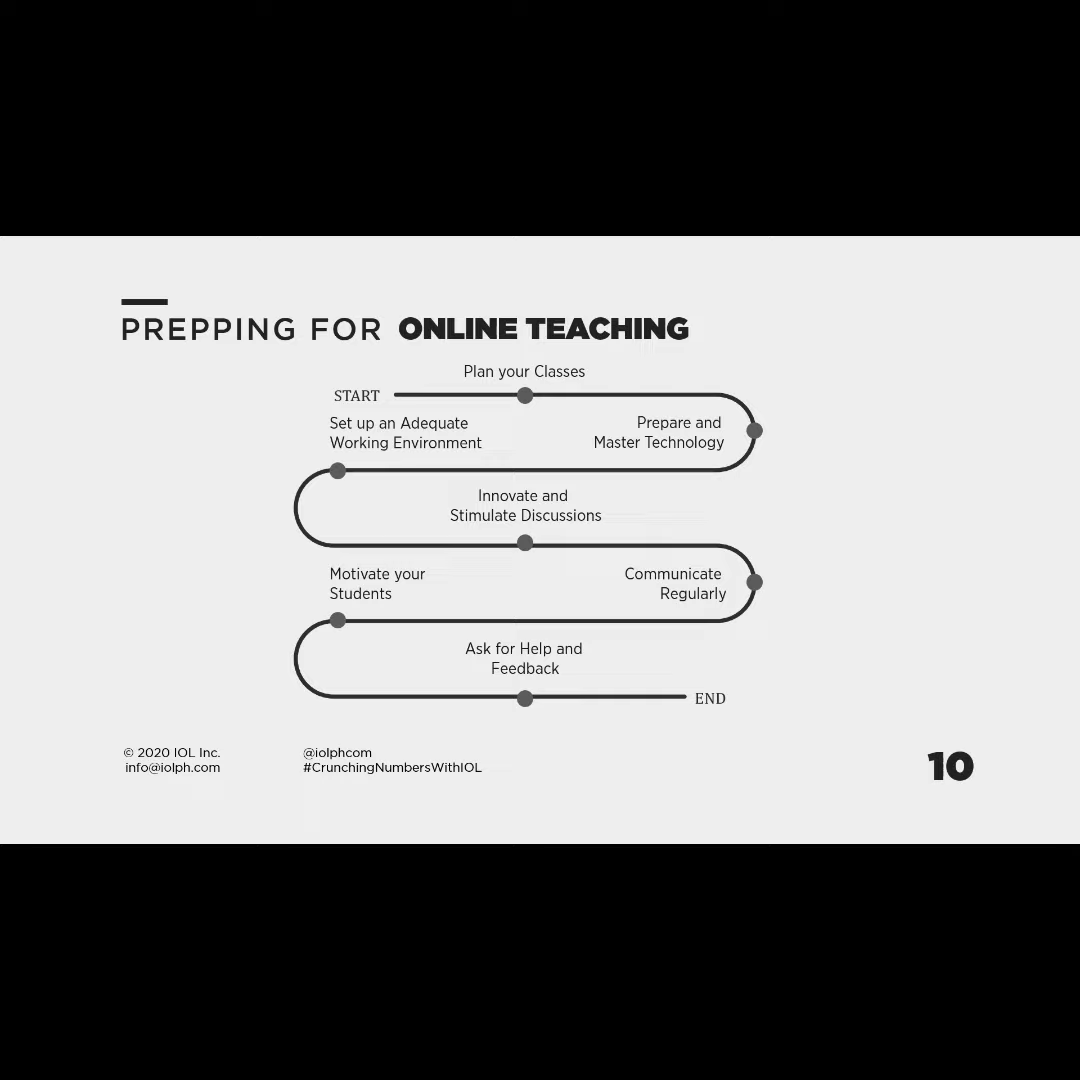 PREPPING FOR ONLINE TEACHING
Plan your Classes
START
Prepare and
Master Technology
Set up an Adequate
Working Environment
Innovate and
Stimulate Discussions
Communicate
Regularly
Motivate your
Students
Ask for Help and
Feedback
END
© 2020 IOL Inc.
info@iolph.com
@iolphcom
#CrunchingNumbersWithIOL
10